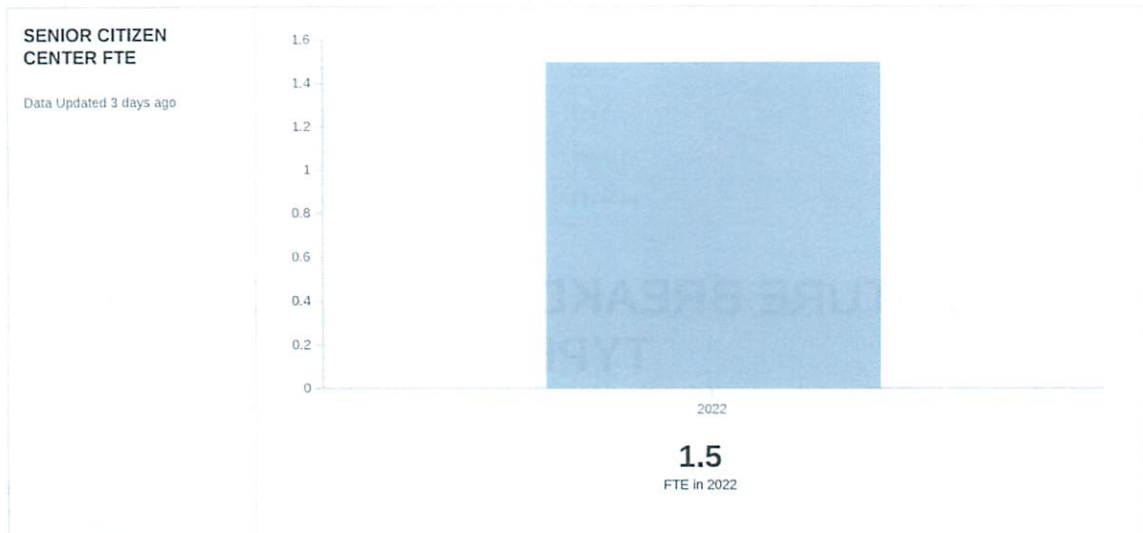 SENIOR CITIZEN
CENTER FTE
Data Updated 3 days ago
1.6
1.4
1.2
1
0.8
0.6
0.4
0.2
0
2022
1.5
FTE in 2022